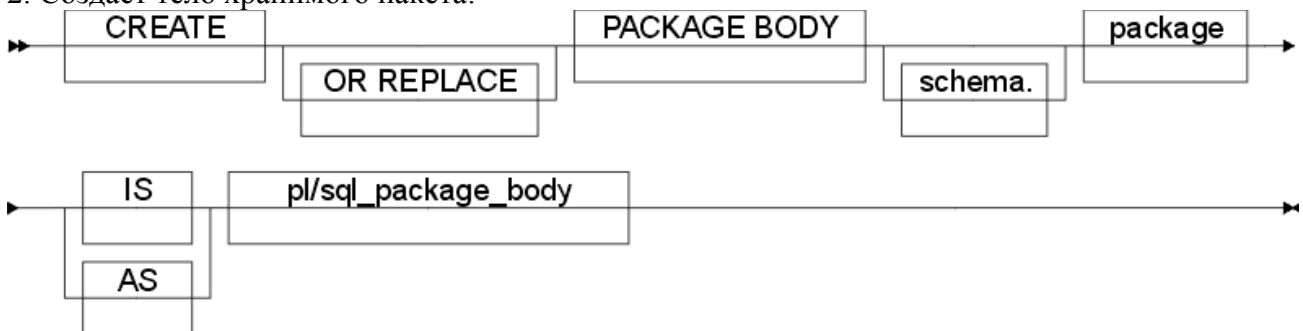 2. Создает тело хранимого пакета.
CREATE PACKAGE BODY package
OR REPLACE schema.
IS pl/sql_package_body
AS